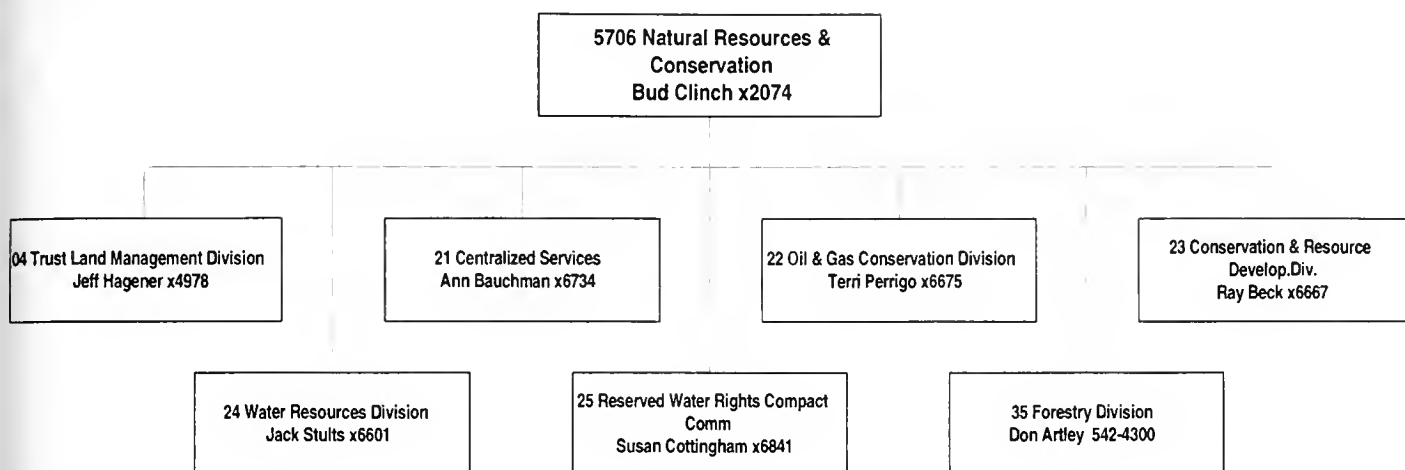 5706 Natural Resources &
Conservation
Bud Clinch x2074
04 Trust Land Management Division
Jeff Hagener x4978
21 Centralized Services
Ann Bauchman x6734
22 Oil & Gas Conservation Division
Terri Perrigo x6675
23 Conservation & Resource
Develop.Div.
Ray Beck x6667
24 Water Resources Division
Jack Stults x6601
25 Reserved Water Rights Compact
Comm
Susan Cottingham x6841
35 Forestry Division
Don Artley 542-4300